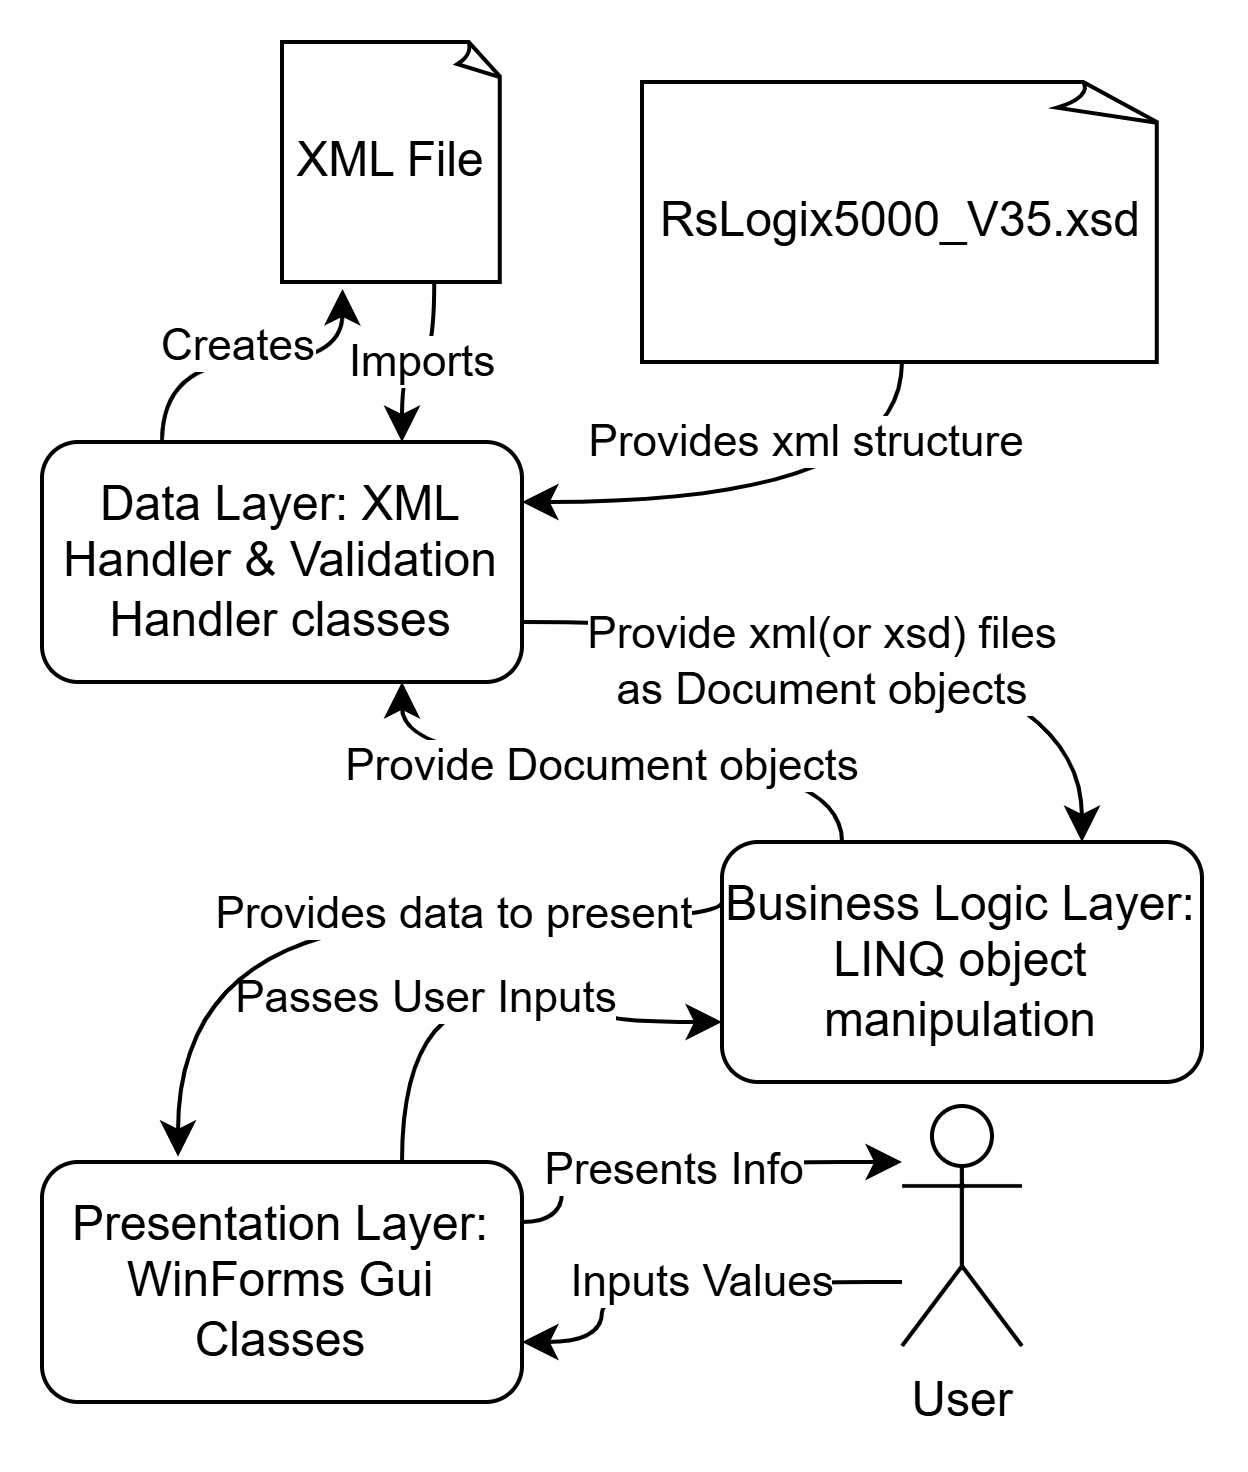 XML File
RsLogix5000_V35.xsd
Creates
Imports
Provides xml structure
Data Layer: XML
Handler & Validation
Handler classes
Provide xml(or xsd) files
as Document objects
Provide Document objects
Provides data to present
Business Logic Layer:
LINQ object
manipulation
Passes User Inputs
Presents Info
Presentation Layer:
WinForms Gui
Classes
Inputs Values
User